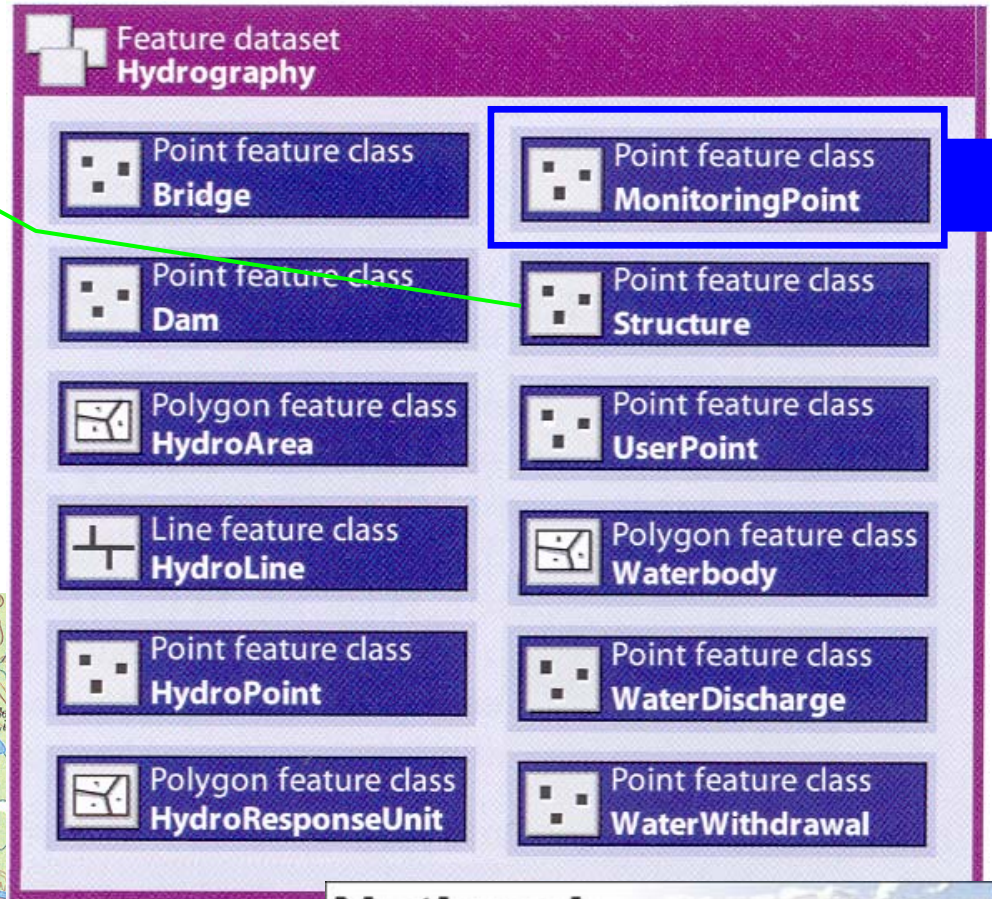 Feature dataset
Hydrography
Point feature class
Bridge
Point feature class
MonitoringPoint
Point feature class
Dam
Point feature class
Structure
Polygon feature class
HydroArea
Point feature class
UserPoint
Line feature class
HydroLine
Polygon feature class
Waterbody
Point feature class
HydroPoint
Point feature class
WaterDischarge
Polygon feature class
HydroResponseUnit
Point feature class
WaterWithdrawal